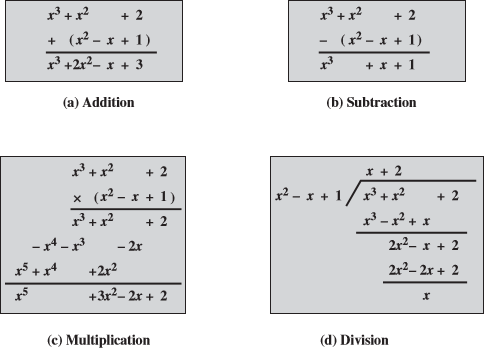 x³ + x² + 2
+ (x² – x + 1)
x³ +2x² – x + 3
(a) Addition
x³ + x² + 2
– (x² – x + 1)
x³ + x + 1
(b) Subtraction
x³ + x² + 2
× (x² – x + 1)
x³ + x² + 2
– x⁴ – x³ – 2x
x⁵ + x⁴ +2x²
x⁵ +3x² – 2x + 2
(c) Multiplication
x + 2
x² – x + 1 / x³ + x² + 2
x³ – x² + x
2x² – x + 2
2x² – 2x + 2
x
(d) Division